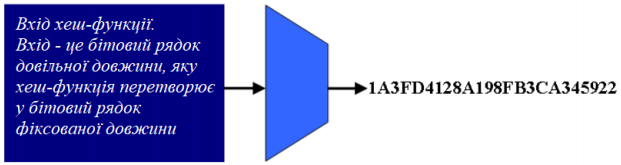 Вхід хеш-функції.
Вхід - це бітовий рядок
довільної довжини, яку
хеш-функція перетворює
у бітовий рядок
фіксованої довжини
1A3FD4128A198FB3CA345922